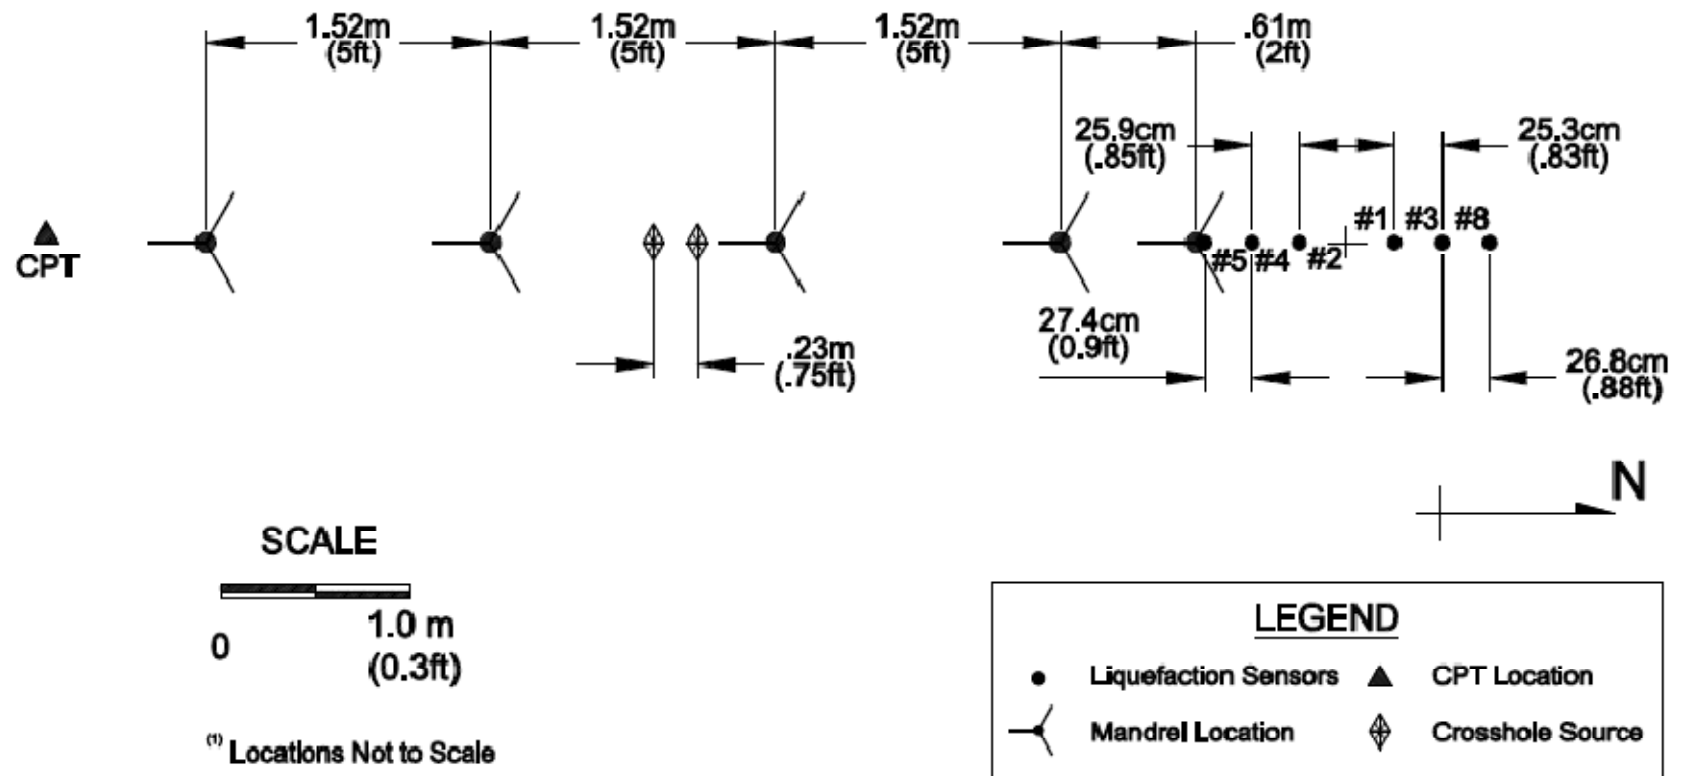 1.52m
(5ft)
1.52m
(5ft)
1.52m
(5ft)
.61m
(2ft)
25.9cm
(.85ft)
25.3cm
(.83ft)
#1 #3 #8
CPT
#5 #4 #2
27.4cm
(0.9ft)
.23m
(.75ft)
26.8cm
(.88ft)
N
SCALE
0
1.0 m
(0.3ft)
(1) Locations Not to Scale
LEGEND
Liquefaction Sensors
CPT Location
Mandrel Location
Crosshole Source